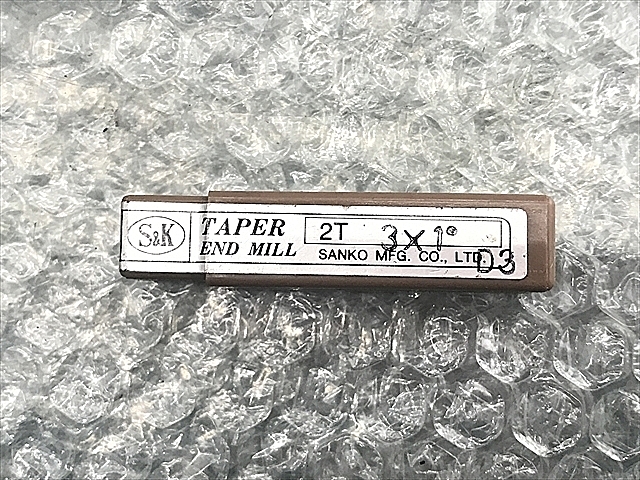 S&K
TAPER
END MILL
2T 3×1°
SANKO MFG. CO., LTD.
D3